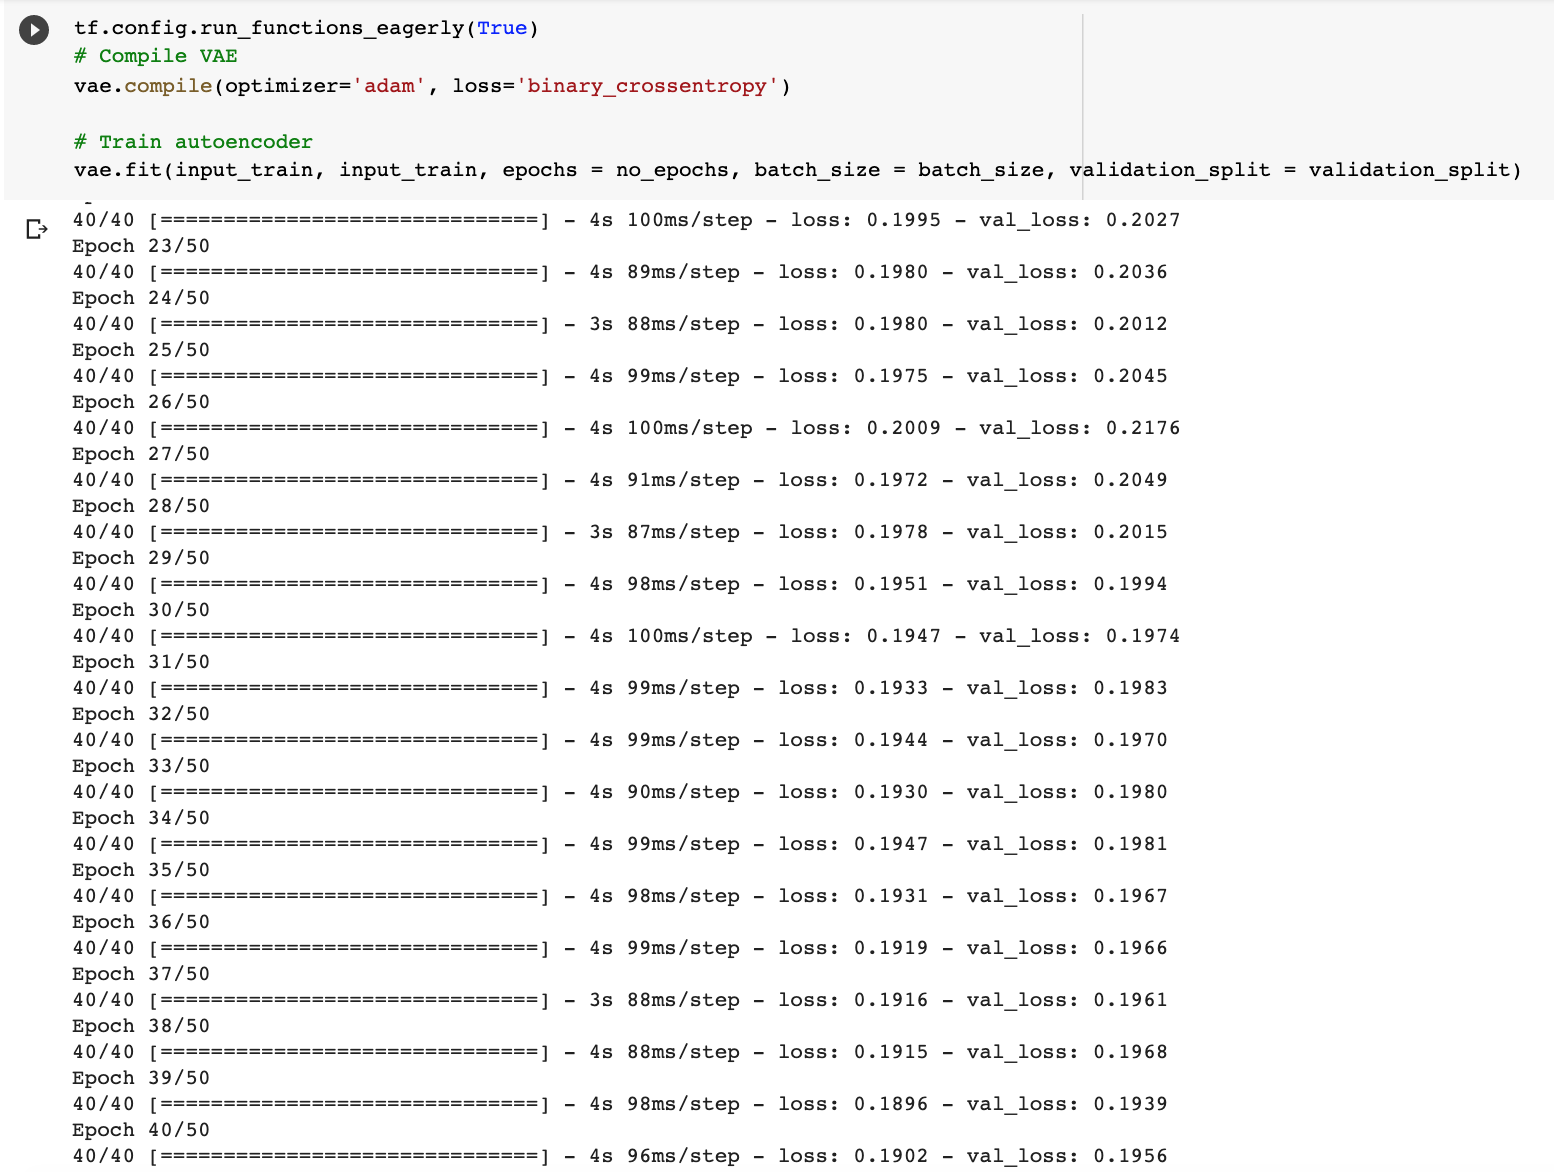 tf.config.run_functions_eagerly(True)
# Compile VAE
vae.compile(optimizer='adam', loss='binary_crossentropy')
# Train autoencoder
vae.fit(input_train, input_train, epochs = no_epochs, batch_size = batch_size, validation_split = validation_split)
40/40 [==============================] - 4s 100ms/step - loss: 0.1995 - val_loss: 0.2027
Epoch 23/50
40/40 [==============================] - 4s 89ms/step - loss: 0.1980 - val_loss: 0.2036
Epoch 24/50
40/40 [==============================] - 3s 88ms/step - loss: 0.1980 - val_loss: 0.2012
Epoch 25/50
40/40 [==============================] - 4s 99ms/step - loss: 0.1975 - val_loss: 0.2045
Epoch 26/50
40/40 [==============================] - 4s 100ms/step - loss: 0.2009 - val_loss: 0.2176
Epoch 27/50
40/40 [==============================] - 4s 91ms/step - loss: 0.1972 - val_loss: 0.2049
Epoch 28/50
40/40 [==============================] - 3s 87ms/step - loss: 0.1978 - val_loss: 0.2015
Epoch 29/50
40/40 [==============================] - 4s 98ms/step - loss: 0.1951 - val_loss: 0.1994
Epoch 30/50
40/40 [==============================] - 4s 100ms/step - loss: 0.1947 - val_loss: 0.1974
Epoch 31/50
40/40 [==============================] - 4s 99ms/step - loss: 0.1933 - val_loss: 0.1983
Epoch 32/50
40/40 [==============================] - 4s 99ms/step - loss: 0.1944 - val_loss: 0.1970
Epoch 33/50
40/40 [==============================] - 4s 90ms/step - loss: 0.1930 - val_loss: 0.1980
Epoch 34/50
40/40 [==============================] - 4s 99ms/step - loss: 0.1947 - val_loss: 0.1981
Epoch 35/50
40/40 [==============================] - 4s 98ms/step - loss: 0.1931 - val_loss: 0.1967
Epoch 36/50
40/40 [==============================] - 4s 99ms/step - loss: 0.1919 - val_loss: 0.1966
Epoch 37/50
40/40 [==============================] - 3s 88ms/step - loss: 0.1916 - val_loss: 0.1961
Epoch 38/50
40/40 [==============================] - 4s 88ms/step - loss: 0.1915 - val_loss: 0.1968
Epoch 39/50
40/40 [==============================] - 4s 98ms/step - loss: 0.1896 - val_loss: 0.1939
Epoch 40/50
40/40 [==============================] - 4s 96ms/step - loss: 0.1902 - val_loss: 0.1956